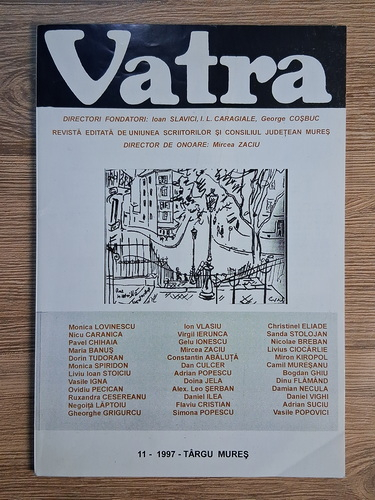 Vatra
DIRECTORI FONDATORI: Ioan SLAVICI, I. L. CARAGIALE, George COŞBUC
REVISTĂ EDITATĂ DE UNIUNEA SCRIITORILOR ŞI CONSILIUL JUDEŢEAN MUREŞ
DIRECTOR DE ONOARE: Mircea ZACIU
Monica LOVINESCU
Nicu CARANICA
Pavel CHIHAIA
Maria BANUŞ
Dorin TUDORAN
Monica SPIRIDON
Liviu Ioan STOICIU
Vasile IGNA
Ovidiu PECICAN
Ruxandra CESEREANU
Negoiţă LĂPTOIU
Gheorghe GRIGURCU
Ion VLASIU
Virgil IERUNCA
Gelu IONESCU
Mircea ZACIU
Constantin ABĂLUŢĂ
Dan CULCER
Adrian POPESCU
Doina JELA
Alex. Leo ŞERBAN
Daniel ILEA
Flaviu CRISTIAN
Simona POPESCU
Christinel ELIADE
Sanda STOLOJAN
Nicolae BREBAN
Livius CIOCÂRLIE
Miron KIROPOL
Camil MUREŞANU
Bogdan GHIU
Dinu FLĂMÂND
Damian NECULA
Daniel VIGHI
Adrian SUCIU
Vasile POPOVICI
11 - 1997 - TÂRGU MUREŞ